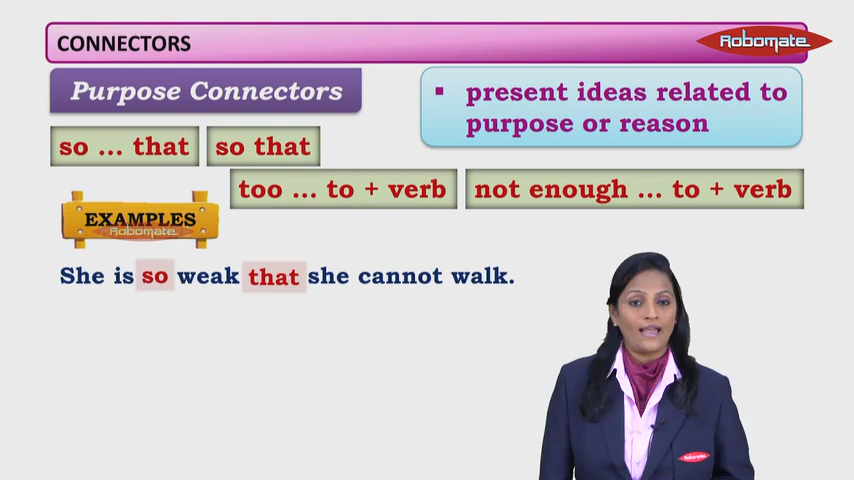 CONNECTORS
Robomate
Purpose Connectors
▪ present ideas related to
purpose or reason
so ... that
so that
too ... to + verb
not enough ... to + verb
EXAMPLES
Robomate
She is so weak that she cannot walk.
Robomate